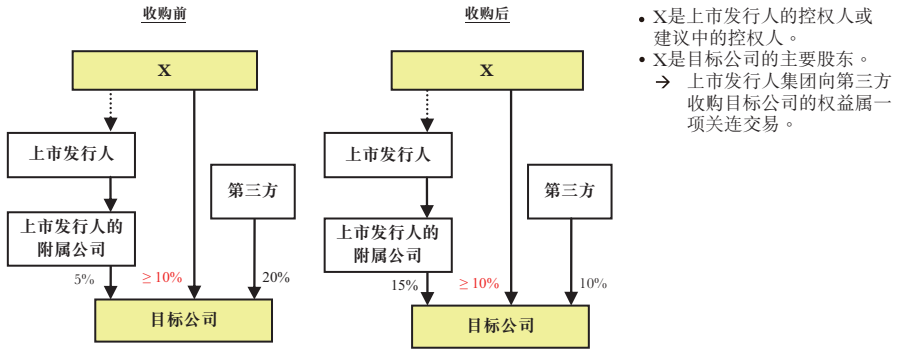 收购前
X
上市发行人
第三方
上市发行人的
附属公司
5%
≥10%
20%
目标公司
收购后
X
上市发行人
第三方
上市发行人的
附属公司
15%
≥10%
10%
目标公司
• X是上市发行人的控权人或
建议中的控权人。
• X是目标公司的主要股东。
→ 上市发行人集团向第三方
收购目标公司的权益属一
项关连交易。